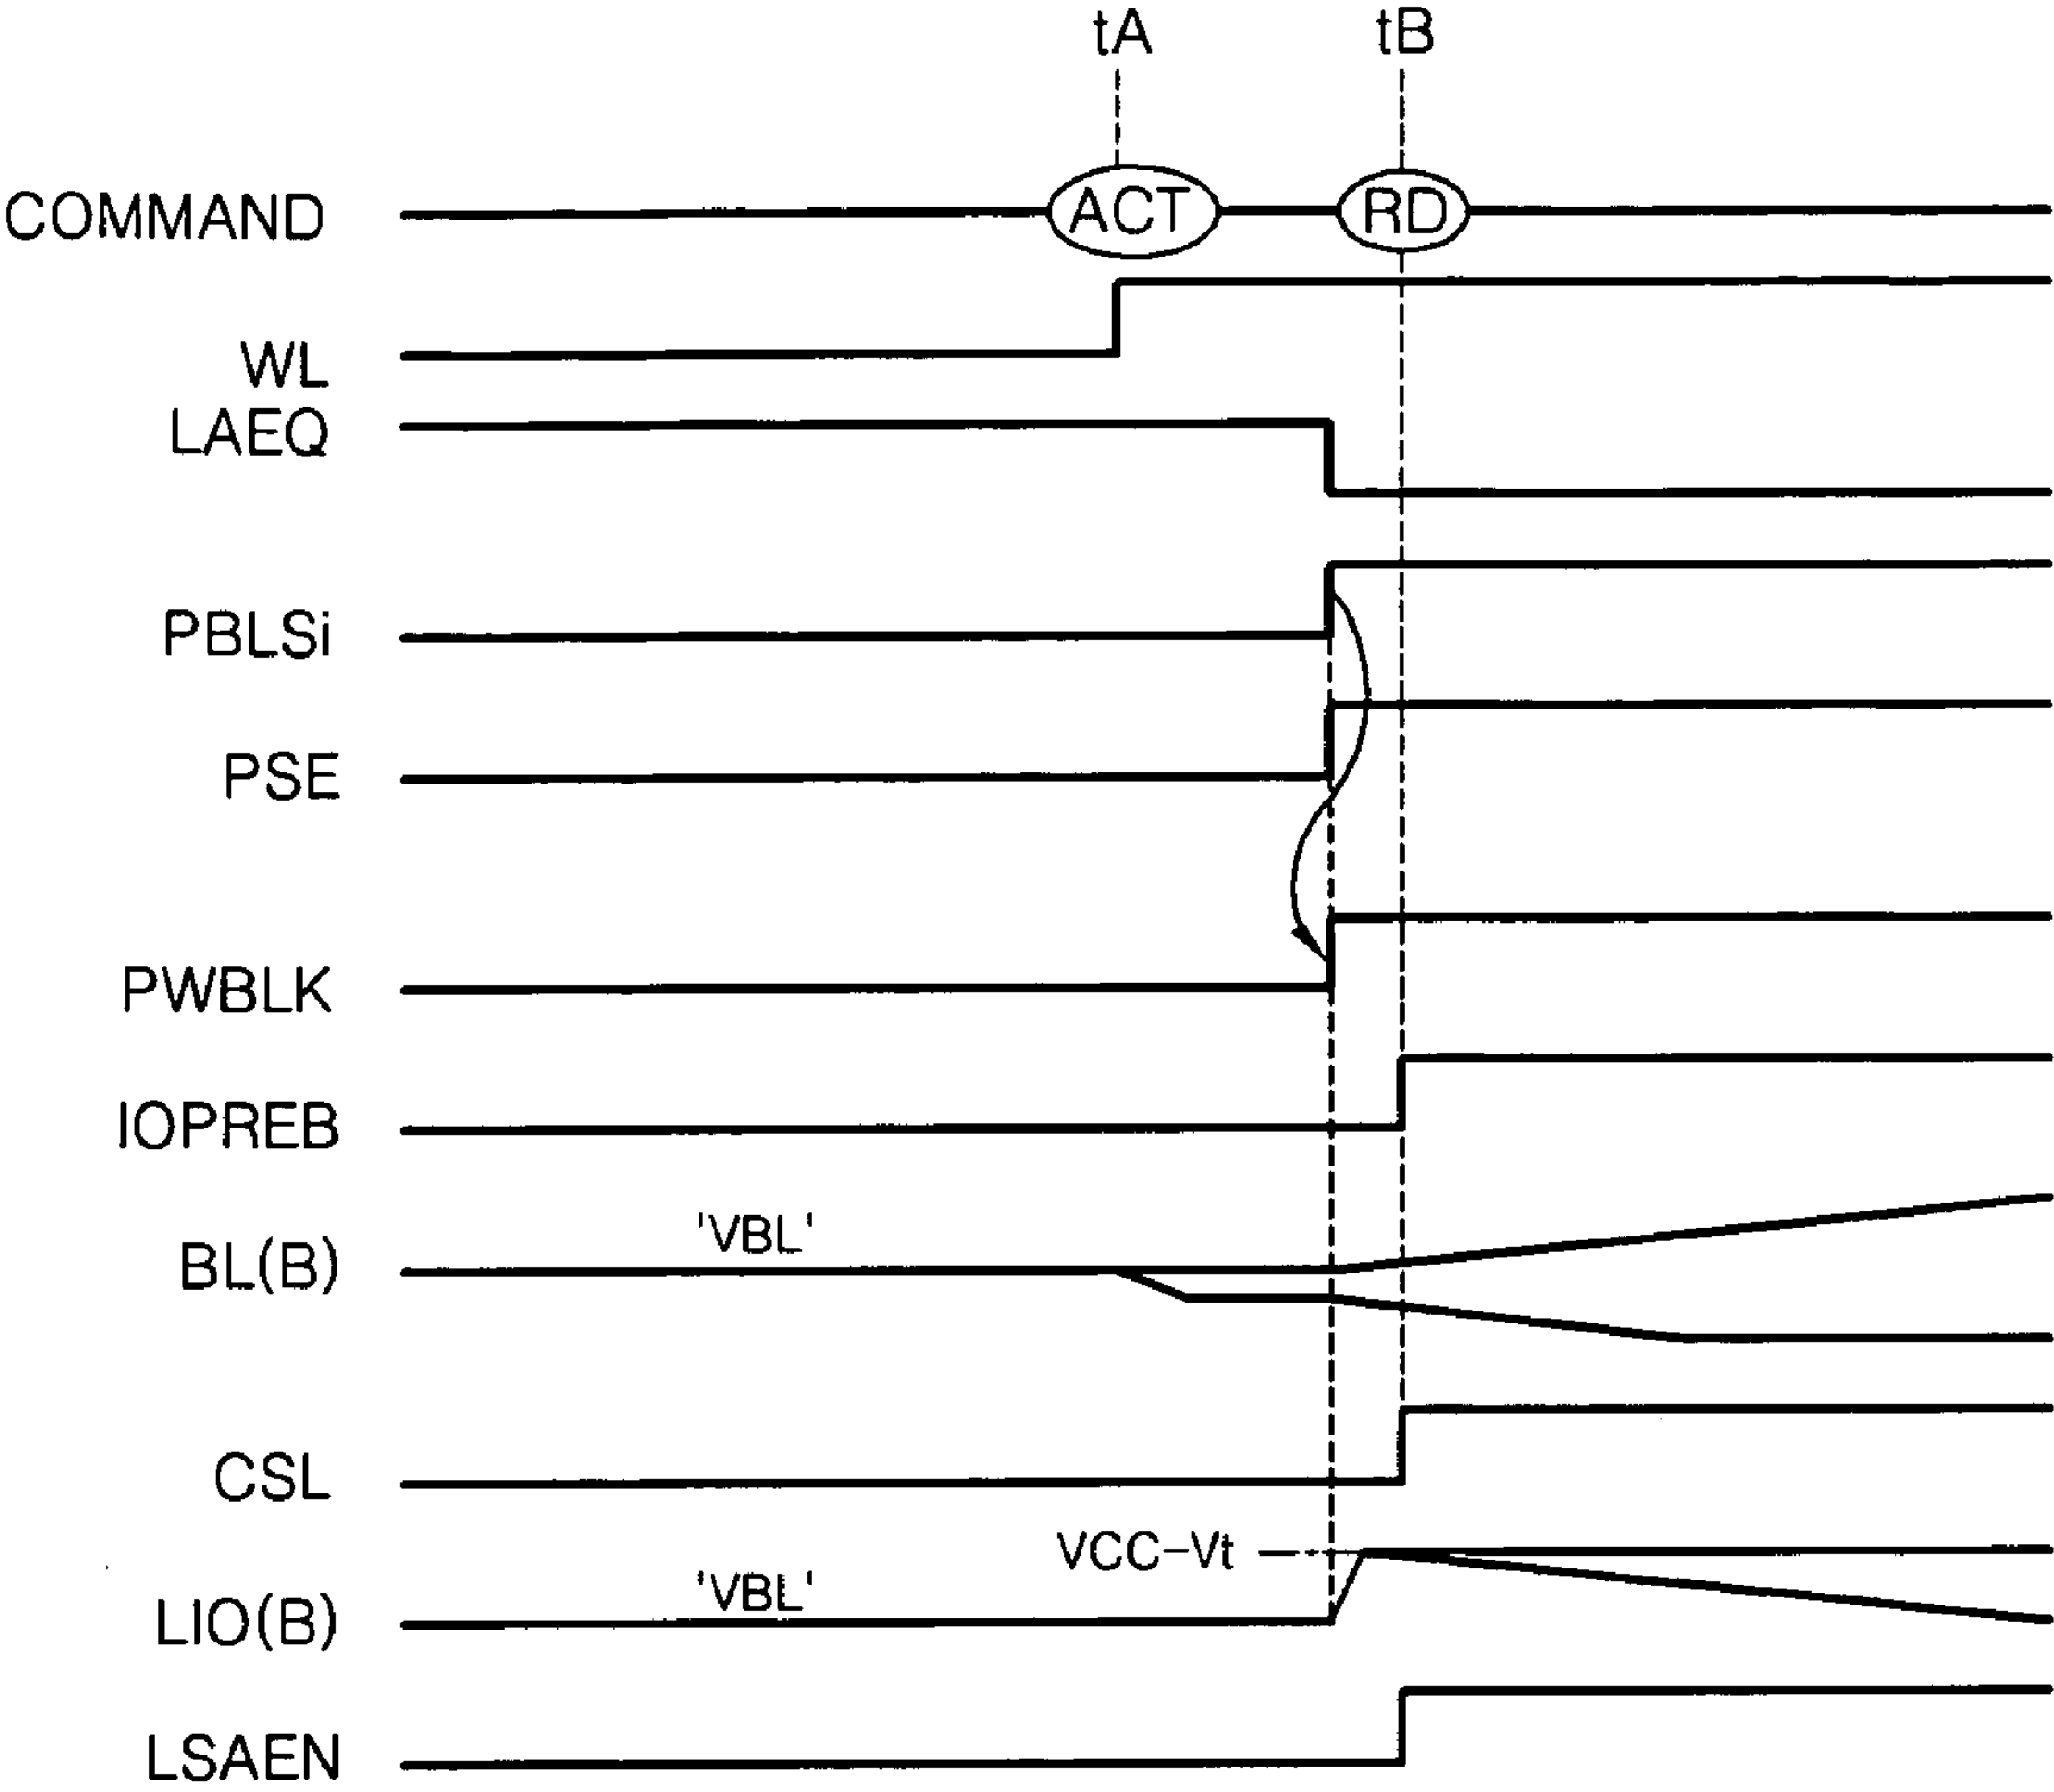 tA tB
COMMAND ACT RD
WL
LAEQ
PBLSi
PSE
PWBLK
IOPREB
'VBL'
BL(B)
CSL
VCC-Vt
'VBL'
LIO(B)
LSAEN